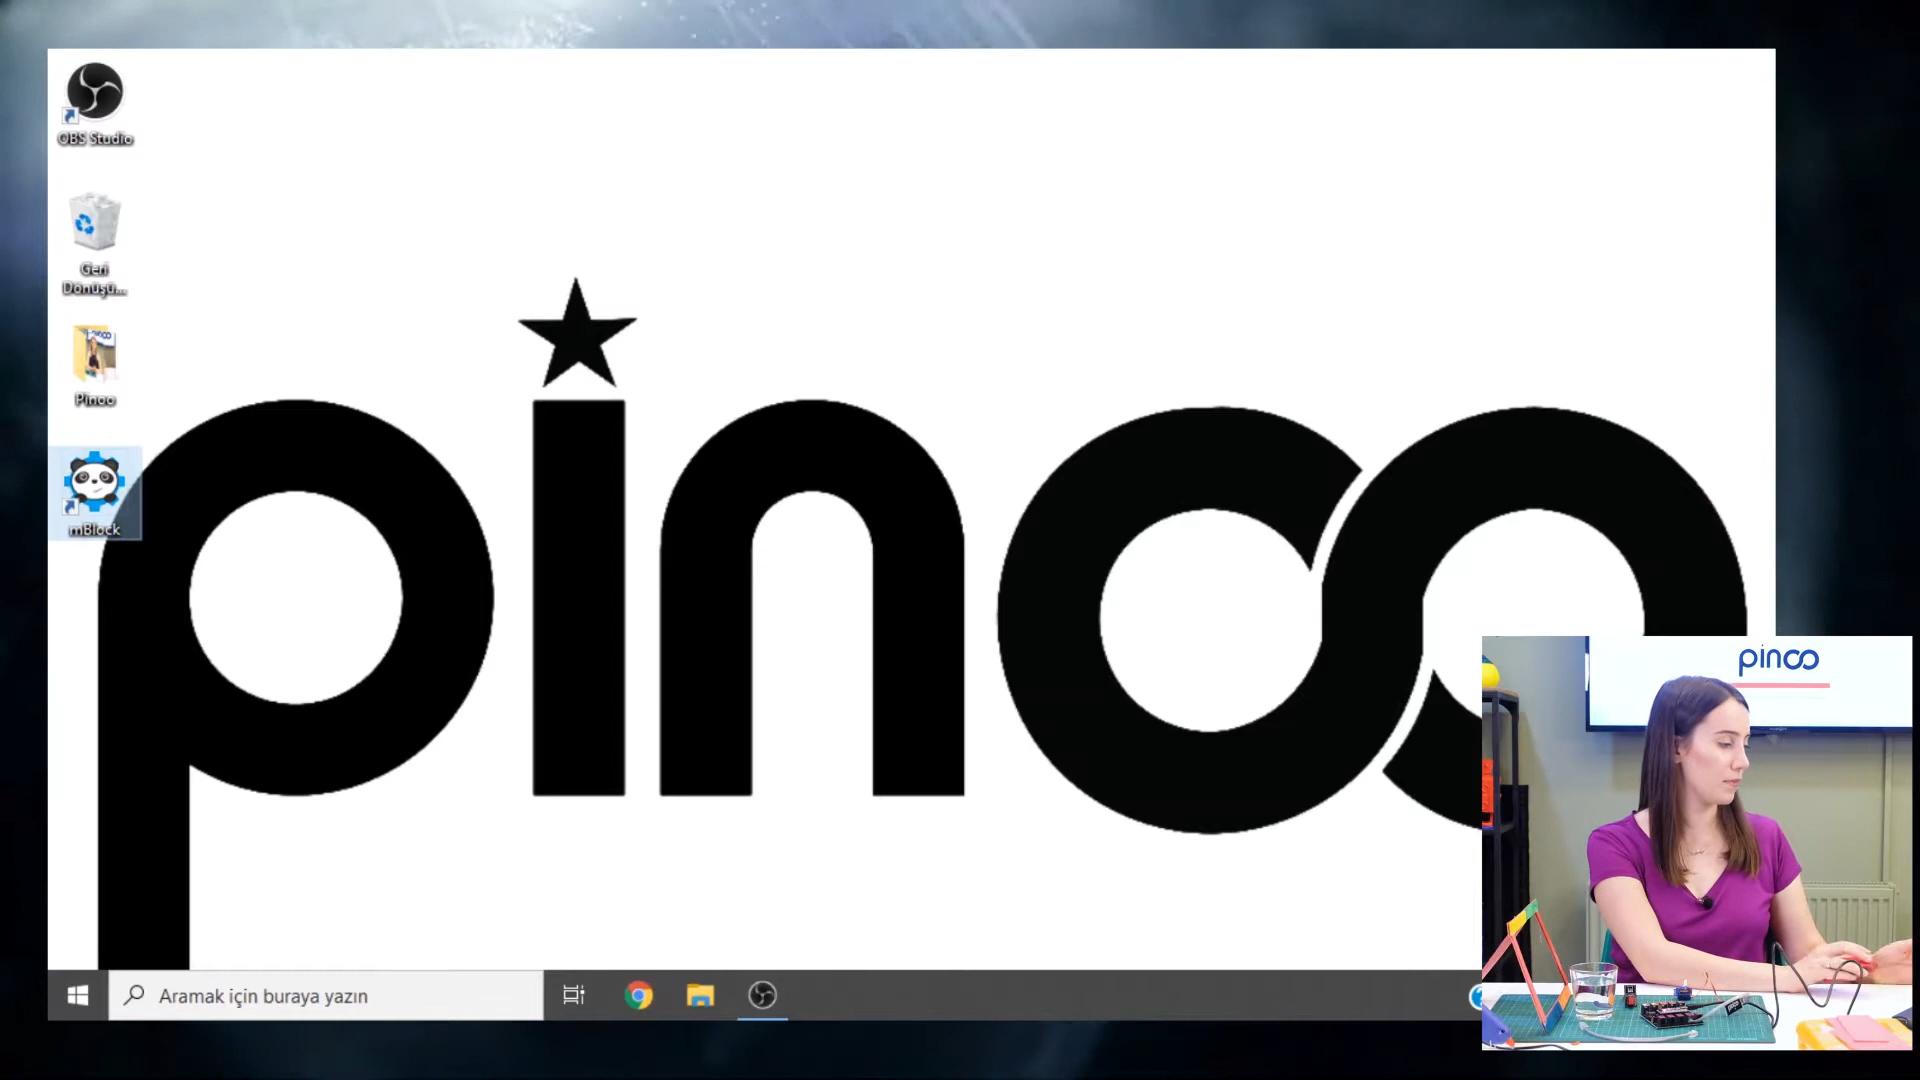 OBS Studio
Geri
Dönüşü...
Pinoo
mBlock
pinoo
Aramak için buraya yazın
pinoo